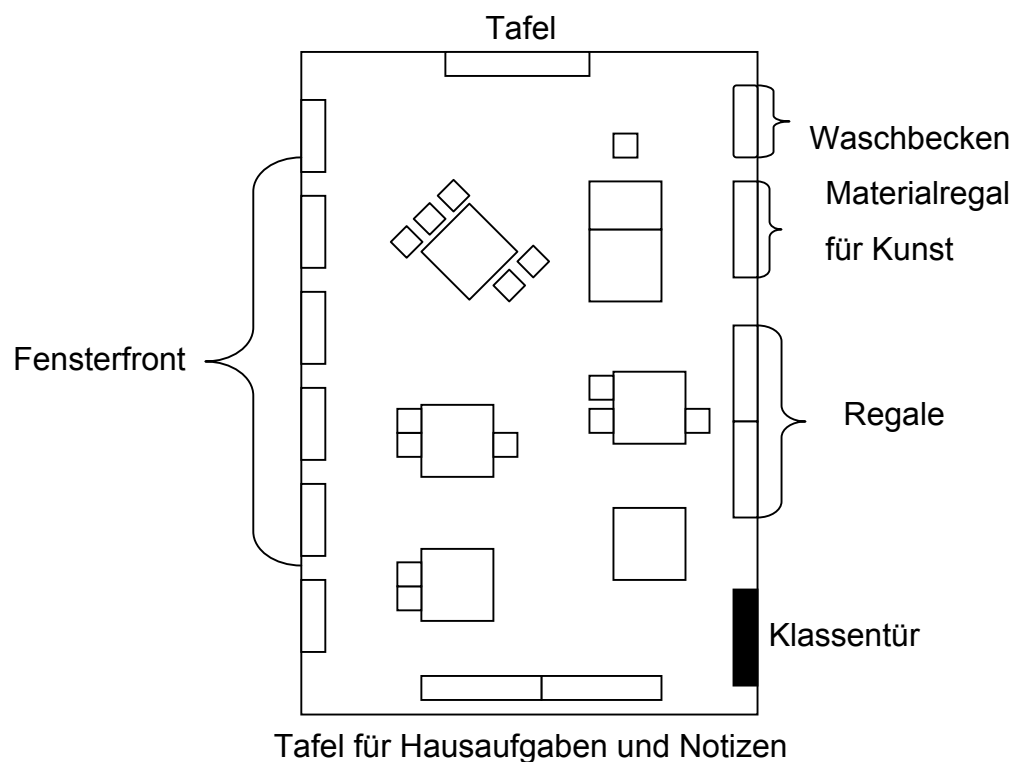 Tafel
Waschbecken
Materialregal
für Kunst
Fensterfront
Regale
Klassentür
Tafel für Hausaufgaben und Notizen